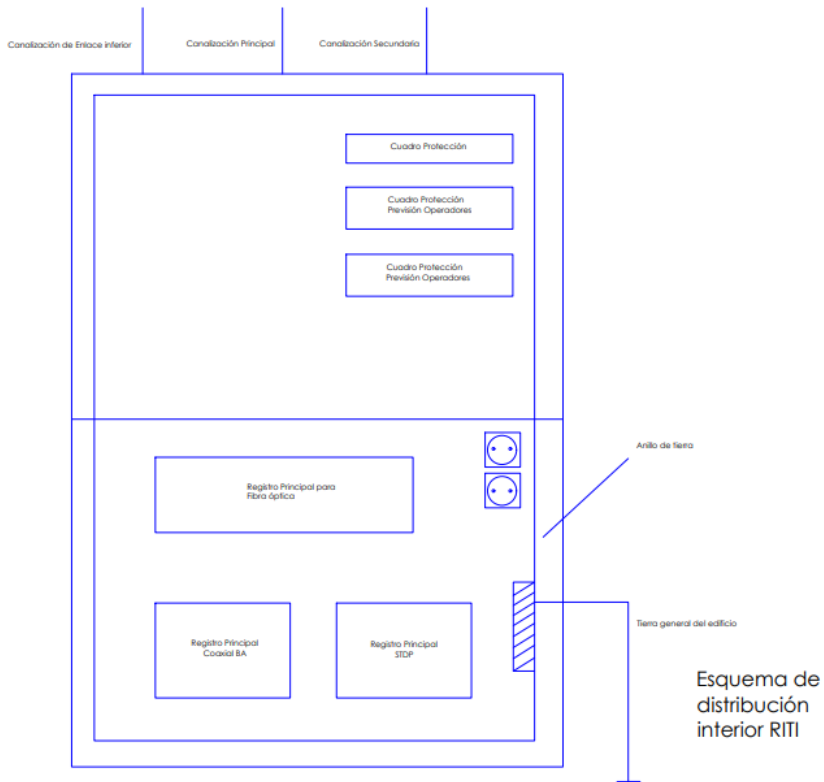 Canalización de Enlace inferior
Canalización Principal
Canalización Secundaria
Cuadro Protección
Cuadro Protección
Previsión Operadores
Cuadro Protección
Previsión Operadores
Anillo de tierra
Registro Principal para
Fibra óptica
Tierra general del edificio
Registro Principal
Coaxial BA
Registro Principal
STDP
Esquema de
distribución
interior RITI